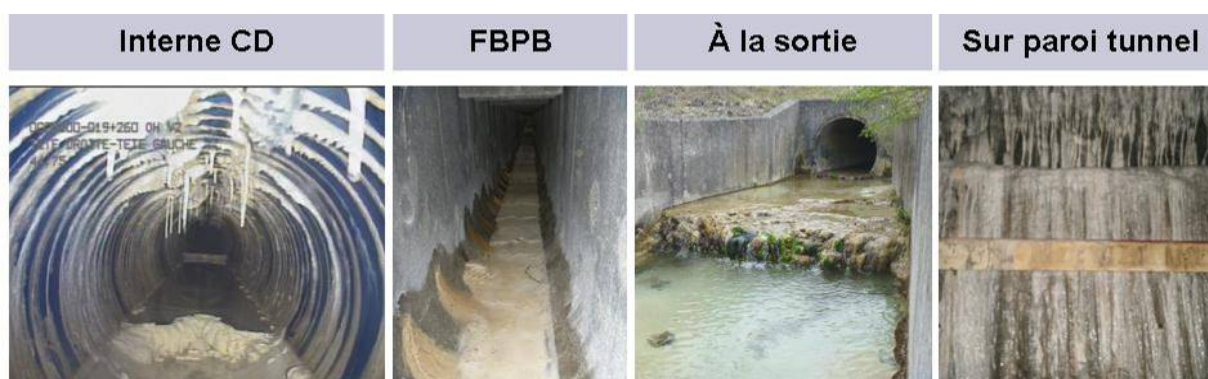 Interne CD
FBPB
À la sortie
Sur paroi tunnel